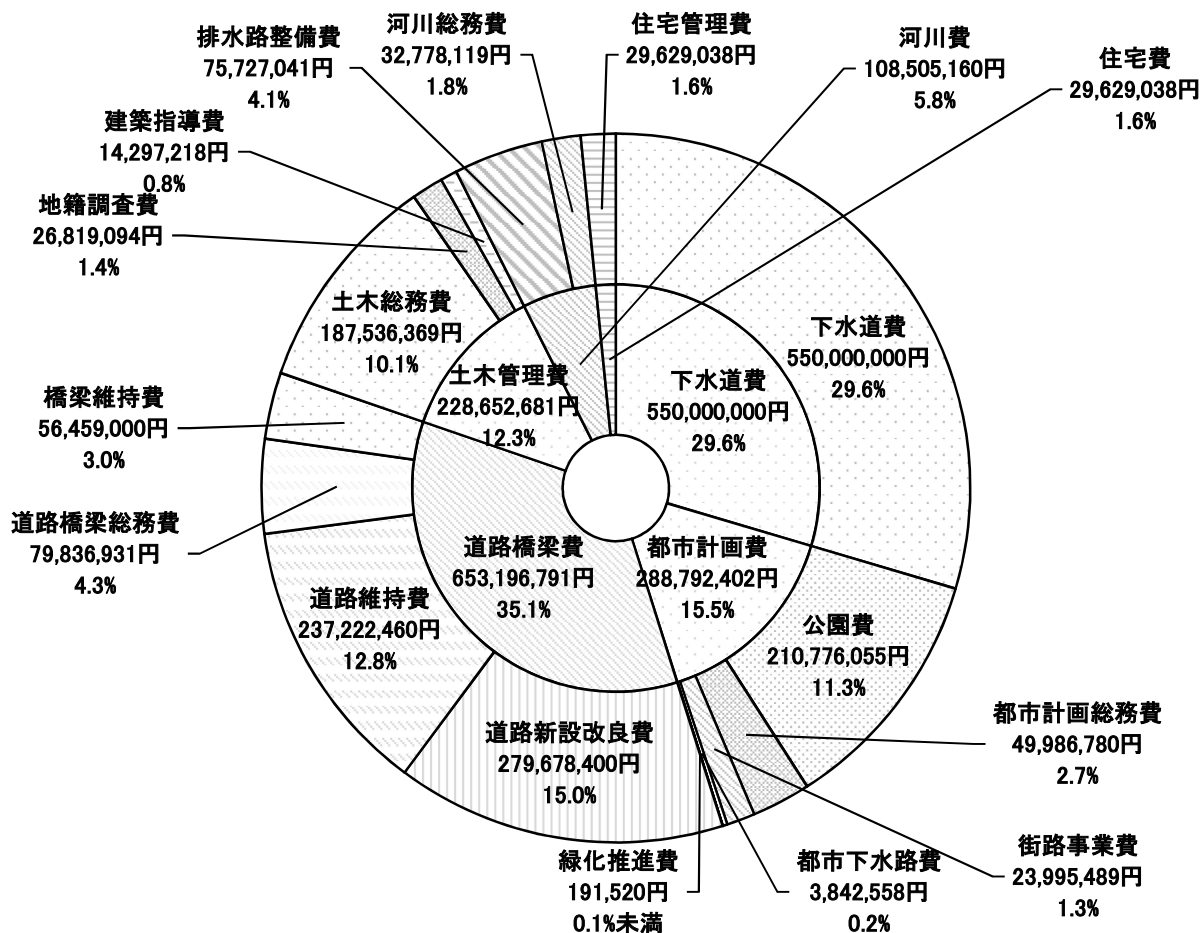 排水路整備費
75,727,041円
4.1%
河川総務費
32,778,119円
1.8%
住宅管理費
29,629,038円
1.6%
河川費
108,505,160円
5.8%
住宅費
29,629,038円
1.6%
建築指導費
14,297,218円
0.8%
地籍調査費
26,819,094円
1.4%
土木総務費
187,536,369円
10.1%
下水道費
550,000,000円
29.6%
土木管理費
228,652,681円
12.3%
下水道費
550,000,000円
29.6%
橋梁維持費
56,459,000円
3.0%
道路橋梁総務費
79,836,931円
4.3%
道路橋梁費
653,196,791円
35.1%
都市計画費
288,792,402円
15.5%
道路維持費
237,222,460円
12.8%
公園費
210,776,055円
11.3%
道路新設改良費
279,678,400円
15.0%
都市計画総務費
49,986,780円
2.7%
緑化推進費
191,520円
0.1%未満
都市下水路費
3,842,558円
0.2%
街路事業費
23,995,489円
1.3%